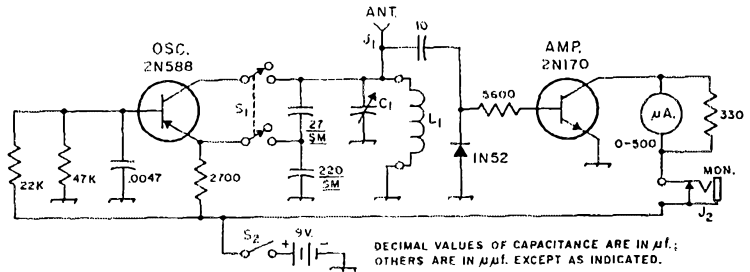 ANT.
J1
10
OSC.
2N588
AMP.
2N170
S1
C1
L1
5600
µA.
0-500
330
27
SM
220
SM
1N52
22K
47K
.0047
2700
MON.
J2
S2
+ 9V. -
DECIMAL VALUES OF CAPACITANCE ARE IN µf.;
OTHERS ARE IN µµf. EXCEPT AS INDICATED.